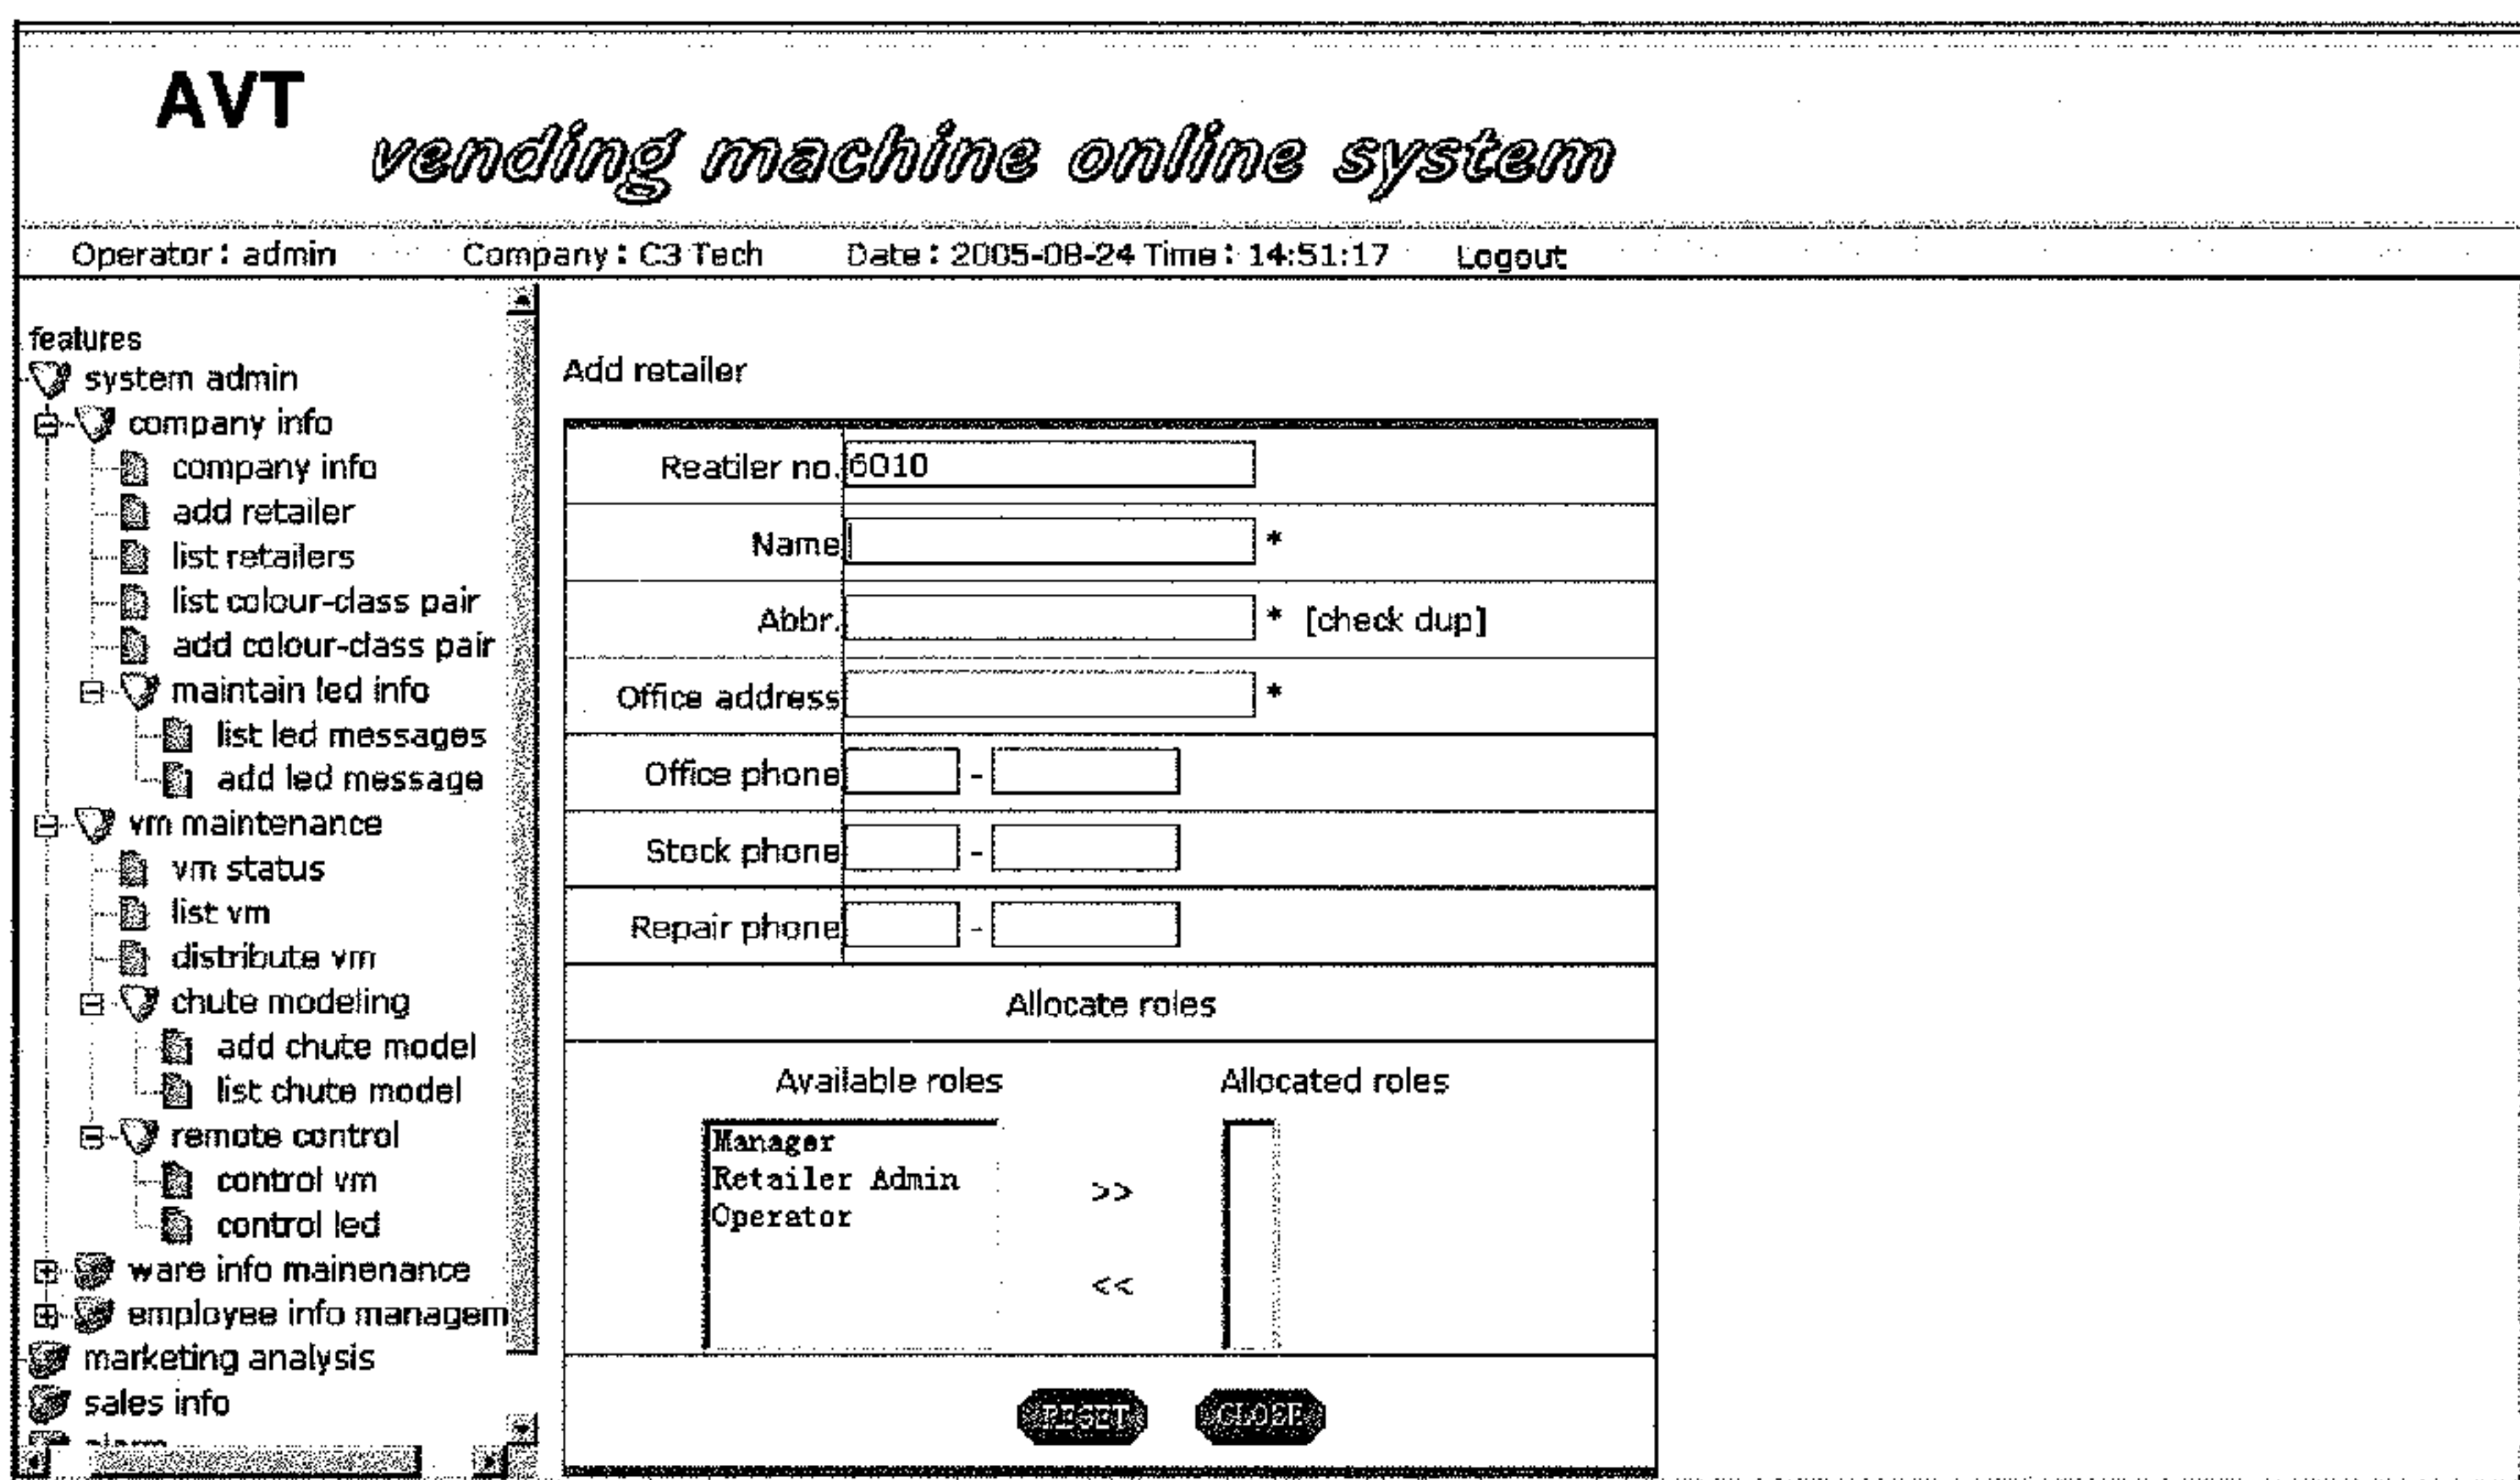 AVT
vending machine online system
Operator: admin Company: C3 Tech Date: 2005-08-24 Time: 14:51:17 Logout
features
system admin
company info
company info
add retailer
list retailers
list colour-class pair
add colour-class pair
maintain led info
list led messages
add led message
vm maintenance
vm status
list vm
distribute vm
chute modeling
add chute model
list chute model
remote control
control vm
control led
ware info mainenance
employee info managem
marketing analysis
sales info
alarm
Add retailer
Reatiler no. 6010
Name *
Abbr. * [check dup]
Office address *
Office phone -
Stock phone -
Repair phone -
Allocate roles
Available roles Allocated roles
Manager
Retailer Admin
Operator
>>
<<
RESET CLOSE